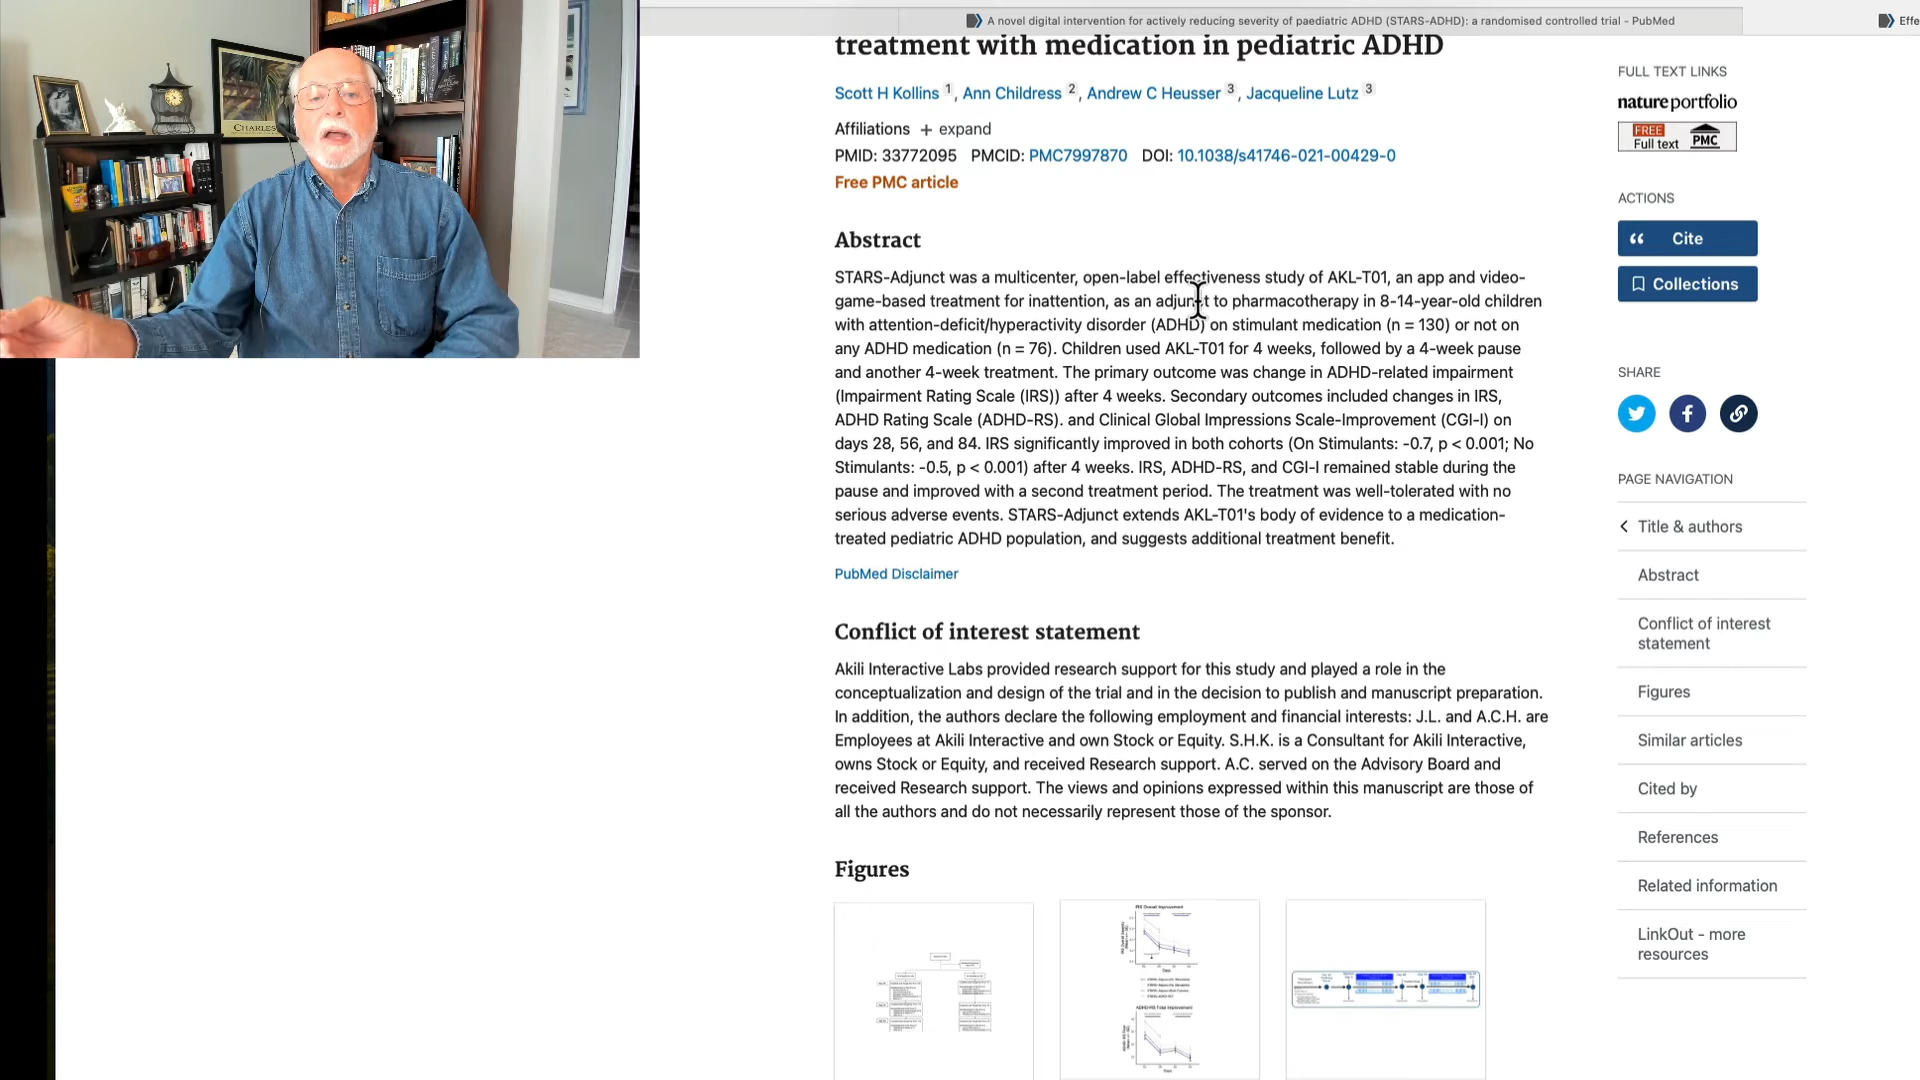 A novel digital intervention for actively reducing severity of paediatric ADHD (STARS-ADHD): a randomised controlled trial - PubMed
Effe
CHARLES
treatment with medication in pediatric ADHD
Scott H Kollins 1, Ann Childress 2, Andrew C Heusser 3, Jacqueline Lutz 3
Affiliations + expand
PMID: 33772095 PMCID: PMC7997870 DOI: 10.1038/s41746-021-00429-0
Free PMC article
Abstract
STARS-Adjunct was a multicenter, open-label effectiveness study of AKL-T01, an app and video-
game-based treatment for inattention, as an adjunct to pharmacotherapy in 8-14-year-old children
with attention-deficit/hyperactivity disorder (ADHD) on stimulant medication (n = 130) or not on
any ADHD medication (n = 76). Children used AKL-T01 for 4 weeks, followed by a 4-week pause
and another 4-week treatment. The primary outcome was change in ADHD-related impairment
(Impairment Rating Scale (IRS)) after 4 weeks. Secondary outcomes included changes in IRS,
ADHD Rating Scale (ADHD-RS). and Clinical Global Impressions Scale-Improvement (CGI-I) on
days 28, 56, and 84. IRS significantly improved in both cohorts (On Stimulants: -0.7, p < 0.001; No
Stimulants: -0.5, p < 0.001) after 4 weeks. IRS, ADHD-RS, and CGI-I remained stable during the
pause and improved with a second treatment period. The treatment was well-tolerated with no
serious adverse events. STARS-Adjunct extends AKL-T01's body of evidence to a medication-
treated pediatric ADHD population, and suggests additional treatment benefit.
PubMed Disclaimer
Conflict of interest statement
Akili Interactive Labs provided research support for this study and played a role in the
conceptualization and design of the trial and in the decision to publish and manuscript preparation.
In addition, the authors declare the following employment and financial interests: J.L. and A.C.H. are
Employees at Akili Interactive and own Stock or Equity. S.H.K. is a Consultant for Akili Interactive,
owns Stock or Equity, and received Research support. A.C. served on the Advisory Board and
received Research support. The views and opinions expressed within this manuscript are those of
all the authors and do not necessarily represent those of the sponsor.
Figures
IRS Overall Improvement
ADHD-RS Total Improvement
FULL TEXT LINKS
nature portfolio
FREE
Full text PMC
ACTIONS
Cite
Collections
SHARE
PAGE NAVIGATION
Title & authors
Abstract
Conflict of interest
statement
Figures
Similar articles
Cited by
References
Related information
LinkOut - more
resources